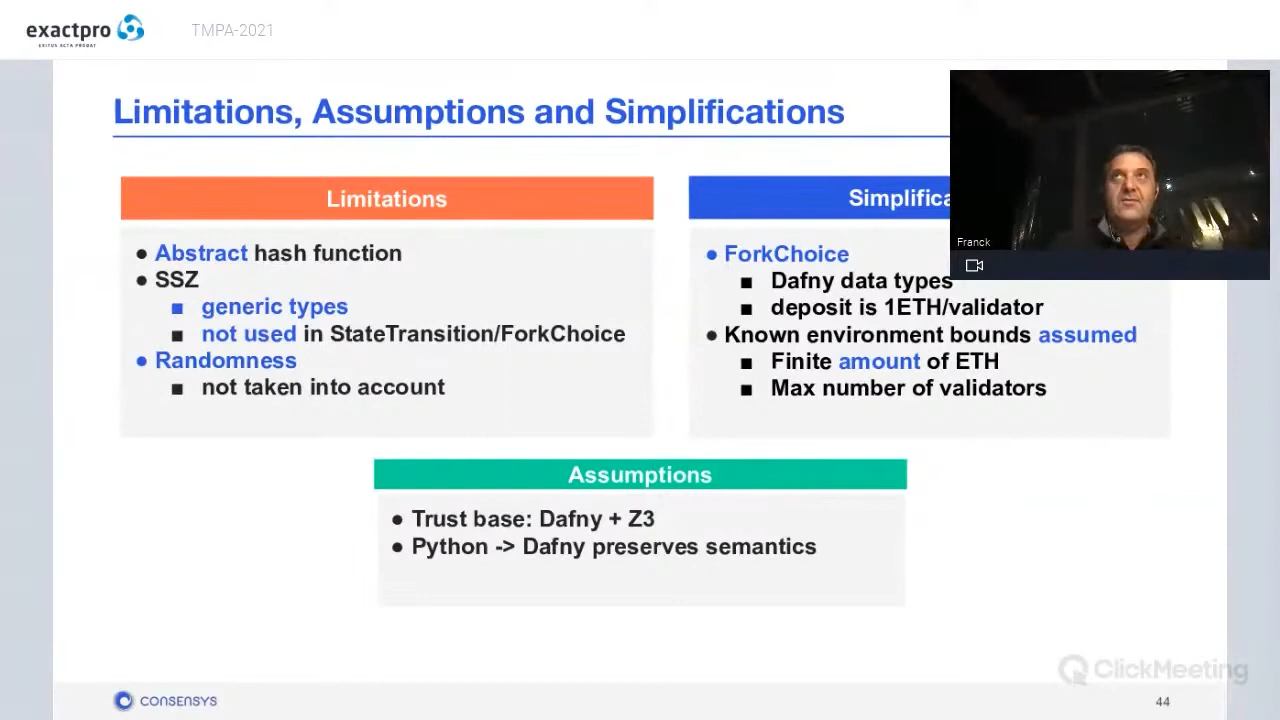 exactpro
EXITUS ACTA PROBAT
TMPA-2021
Limitations, Assumptions and Simplifications
Limitations
● Abstract hash function
● SSZ
■ generic types
■ not used in StateTransition/ForkChoice
● Randomness
■ not taken into account
Simplifica
● ForkChoice
■ Dafny data types
■ deposit is 1ETH/validator
● Known environment bounds assumed
■ Finite amount of ETH
■ Max number of validators
Franck
Assumptions
● Trust base: Dafny + Z3
● Python -> Dafny preserves semantics
ClickMeeting
CONSENSYS
44